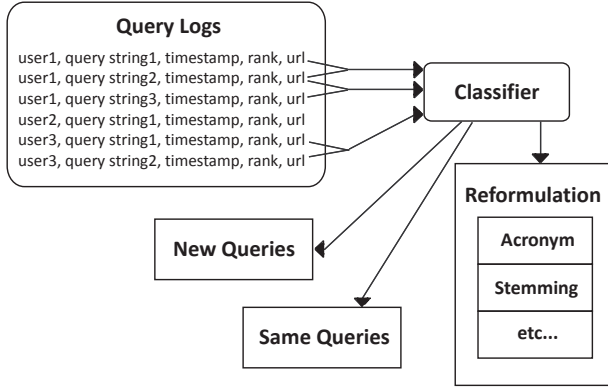 Query Logs
user1, query string1, timestamp, rank, url
user1, query string2, timestamp, rank, url
user1, query string3, timestamp, rank, url
user2, query string1, timestamp, rank, url
user3, query string1, timestamp, rank, url
user3, query string2, timestamp, rank, url
Classifier
New Queries
Same Queries
Reformulation
Acronym
Stemming
etc...